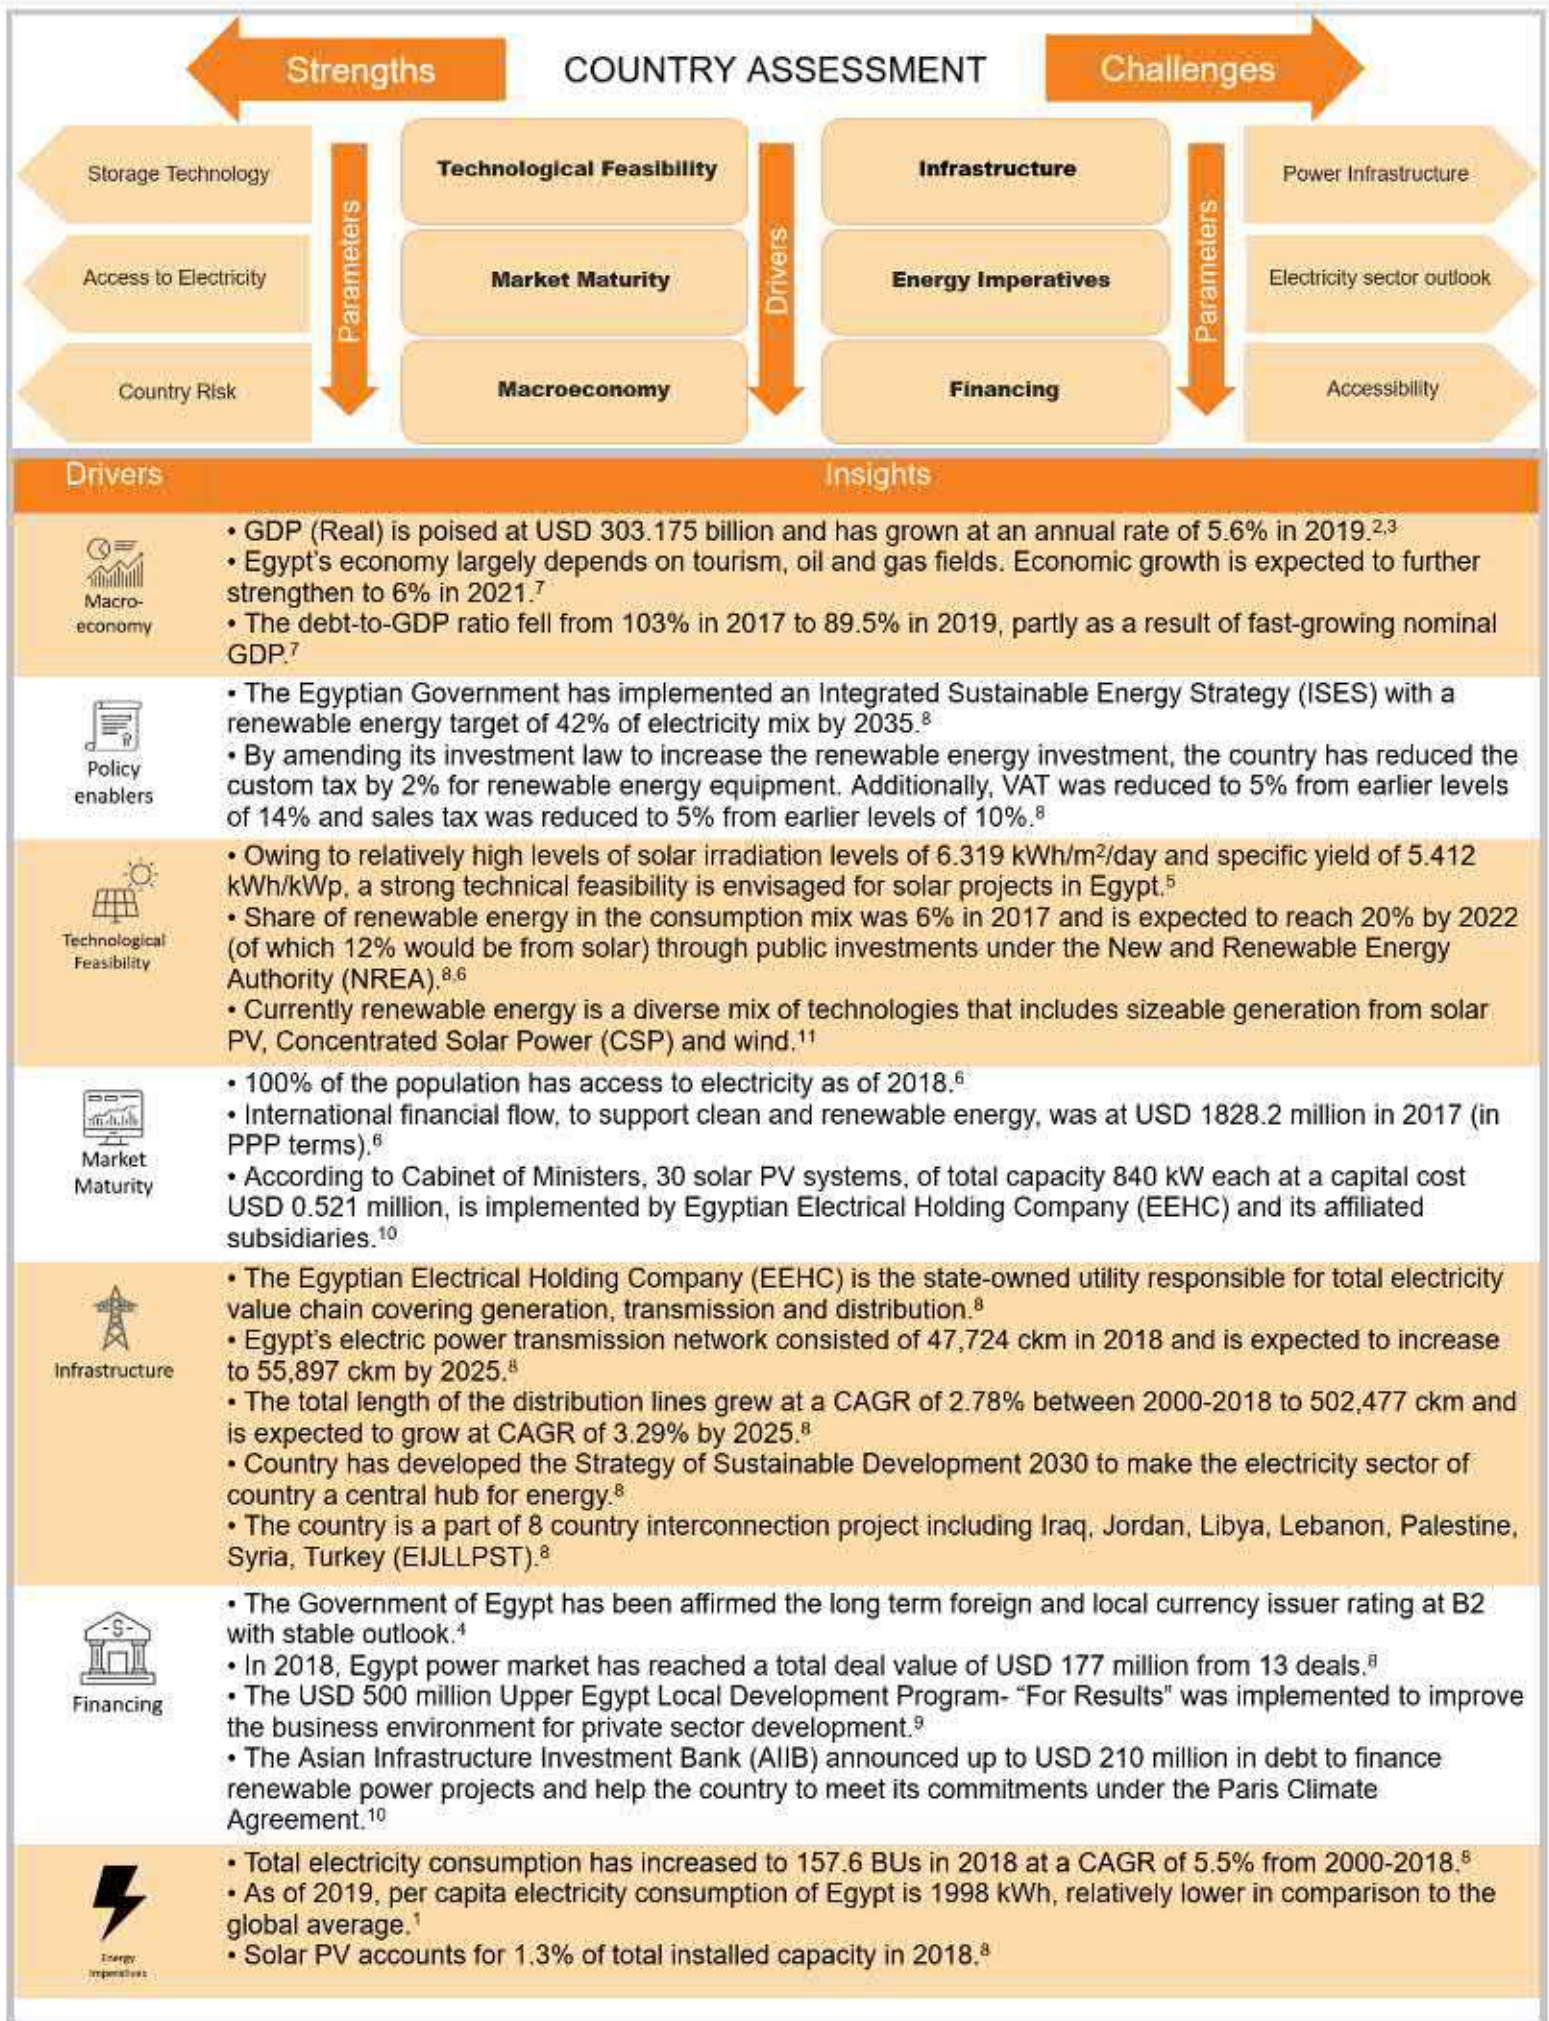 Strengths
COUNTRY ASSESSMENT
Challenges
Storage Technology
Access to Electricity
Country Risk
Parameters
Technological Feasibility
Market Maturity
Macroeconomy
Drivers
Infrastructure
Energy Imperatives
Financing
Parameters
Power Infrastructure
Electricity sector outlook
Accessibility
Drivers
Insights
Macro-
economy
• GDP (Real) is poised at USD 303.175 billion and has grown at an annual rate of 5.6% in 2019.2,3
• Egypt's economy largely depends on tourism, oil and gas fields. Economic growth is expected to further
strengthen to 6% in 2021.7
• The debt-to-GDP ratio fell from 103% in 2017 to 89.5% in 2019, partly as a result of fast-growing nominal
GDP.7
Policy
enablers
• The Egyptian Government has implemented an Integrated Sustainable Energy Strategy (ISES) with a
renewable energy target of 42% of electricity mix by 2035.8
• By amending its investment law to increase the renewable energy investment, the country has reduced the
custom tax by 2% for renewable energy equipment. Additionally, VAT was reduced to 5% from earlier levels
of 14% and sales tax was reduced to 5% from earlier levels of 10%.8
Technological
Feasibility
• Owing to relatively high levels of solar irradiation levels of 6.319 kWh/m2/day and specific yield of 5.412
kWh/kWp, a strong technical feasibility is envisaged for solar projects in Egypt.5
• Share of renewable energy in the consumption mix was 6% in 2017 and is expected to reach 20% by 2022
(of which 12% would be from solar) through public investments under the New and Renewable Energy
Authority (NREA).8,6
• Currently renewable energy is a diverse mix of technologies that includes sizeable generation from solar
PV, Concentrated Solar Power (CSP) and wind.11
Market
Maturity
• 100% of the population has access to electricity as of 2018.6
• International financial flow, to support clean and renewable energy, was at USD 1828.2 million in 2017 (in
PPP terms).6
• According to Cabinet of Ministers, 30 solar PV systems, of total capacity 840 kW each at a capital cost
USD 0.521 million, is implemented by Egyptian Electrical Holding Company (EEHC) and its affiliated
subsidiaries.10
Infrastructure
• The Egyptian Electrical Holding Company (EEHC) is the state-owned utility responsible for total electricity
value chain covering generation, transmission and distribution.8
• Egypt's electric power transmission network consisted of 47,724 ckm in 2018 and is expected to increase
to 55,897 ckm by 2025.8
• The total length of the distribution lines grew at a CAGR of 2.78% between 2000-2018 to 502,477 ckm and
is expected to grow at CAGR of 3.29% by 2025.8
• Country has developed the Strategy of Sustainable Development 2030 to make the electricity sector of
country a central hub for energy.8
• The country is a part of 8 country interconnection project including Iraq, Jordan, Libya, Lebanon, Palestine,
Syria, Turkey (EIJLLPST).8
Financing
• The Government of Egypt has been affirmed the long term foreign and local currency issuer rating at B2
with stable outlook.4
• In 2018, Egypt power market has reached a total deal value of USD 177 million from 13 deals.8
• The USD 500 million Upper Egypt Local Development Program- “For Results” was implemented to improve
the business environment for private sector development.9
• The Asian Infrastructure Investment Bank (AIIB) announced up to USD 210 million in debt to finance
renewable power projects and help the country to meet its commitments under the Paris Climate
Agreement.10
Energy
Imperatives
• Total electricity consumption has increased to 157.6 BUs in 2018 at a CAGR of 5.5% from 2000-2018.8
• As of 2019, per capita electricity consumption of Egypt is 1998 kWh, relatively lower in comparison to the
global average.1
• Solar PV accounts for 1.3% of total installed capacity in 2018.8